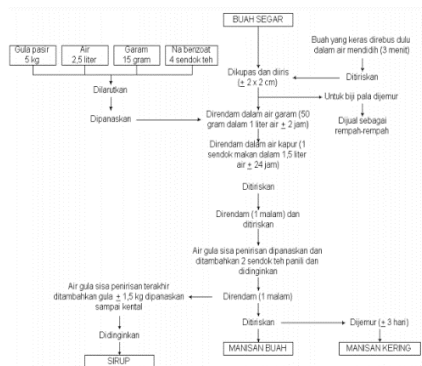 BUAH SEGAR
Buah yang keras direbus dulu
dalam air mendidih (3 menit)
Gula pasir
5 kg
Air
2,5 liter
Garam
15 gram
Na benzoat
4 sendok teh
Dikupas dan diiris
(± 2 x 2 cm)
Ditiriskan
Dilarutkan
Untuk biji pala dijemur
Dipanaskan
Direndam dalam air garam (50
gram dalam 1 liter air ± 2 jam)
Dijual sebagai
rempah-rempah
Direndam dalam air kapur (1
sendok makan dalam 1,5 liter
air ± 24 jam)
Ditiriskan
Direndam (1 malam) dan
ditiriskan
Air gula sisa penirisan dipanaskan dan
ditambahkan 2 sendok teh panili dan
didinginkan
Air gula sisa penirisan terakhir
ditambahkan gula ± 1,5 kg dipanaskan
sampai kental
Direndam (1 malam)
Didinginkan
Ditiriskan
Dijemur (± 3 hari)
SIRUP
MANISAN BUAH
MANISAN KERING